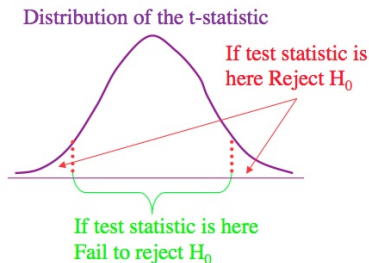 Distribution of the t-statistic
If test statistic is
here Reject H₀
If test statistic is here
Fail to reject H₀